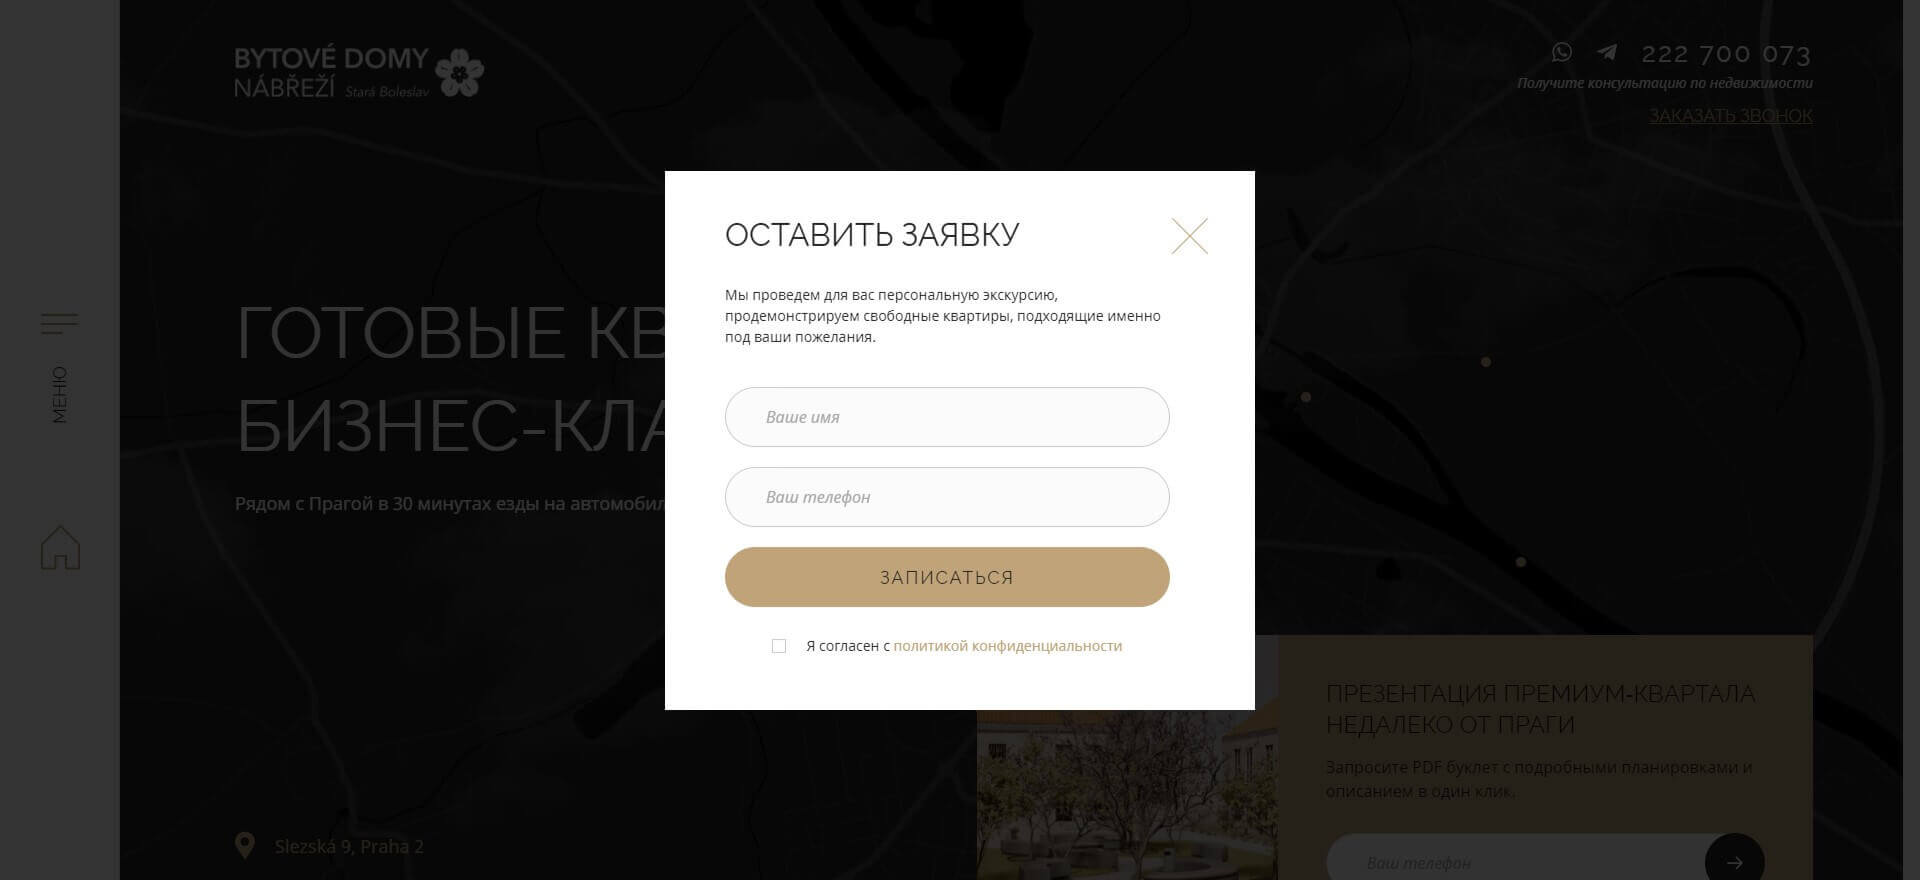 BYTOVÉ DOMY
NÁBŘEŽÍ Stará Boleslav
222 700 073
Получите консультацию по недвижимости
ЗАКАЗАТЬ ЗВОНОК
МЕНЮ
ГОТОВЫЕ КВ
БИЗНЕС-КЛА
Рядом с Прагой в 30 минутах езды на автомобил
Slezská 9, Praha 2
ОСТАВИТЬ ЗАЯВКУ
Мы проведем для вас персональную экскурсию,
продемонстрируем свободные квартиры, подходящие именно
под ваши пожелания.
Ваше имя
Ваш телефон
ЗАПИСАТЬСЯ
Я согласен с политикой конфиденциальности
ПРЕЗЕНТАЦИЯ ПРЕМИУМ-КВАРТАЛА
НЕДАЛЕКО ОТ ПРАГИ
Запросите PDF буклет с подробными планировками и
описанием в один клик.
Ваш телефон